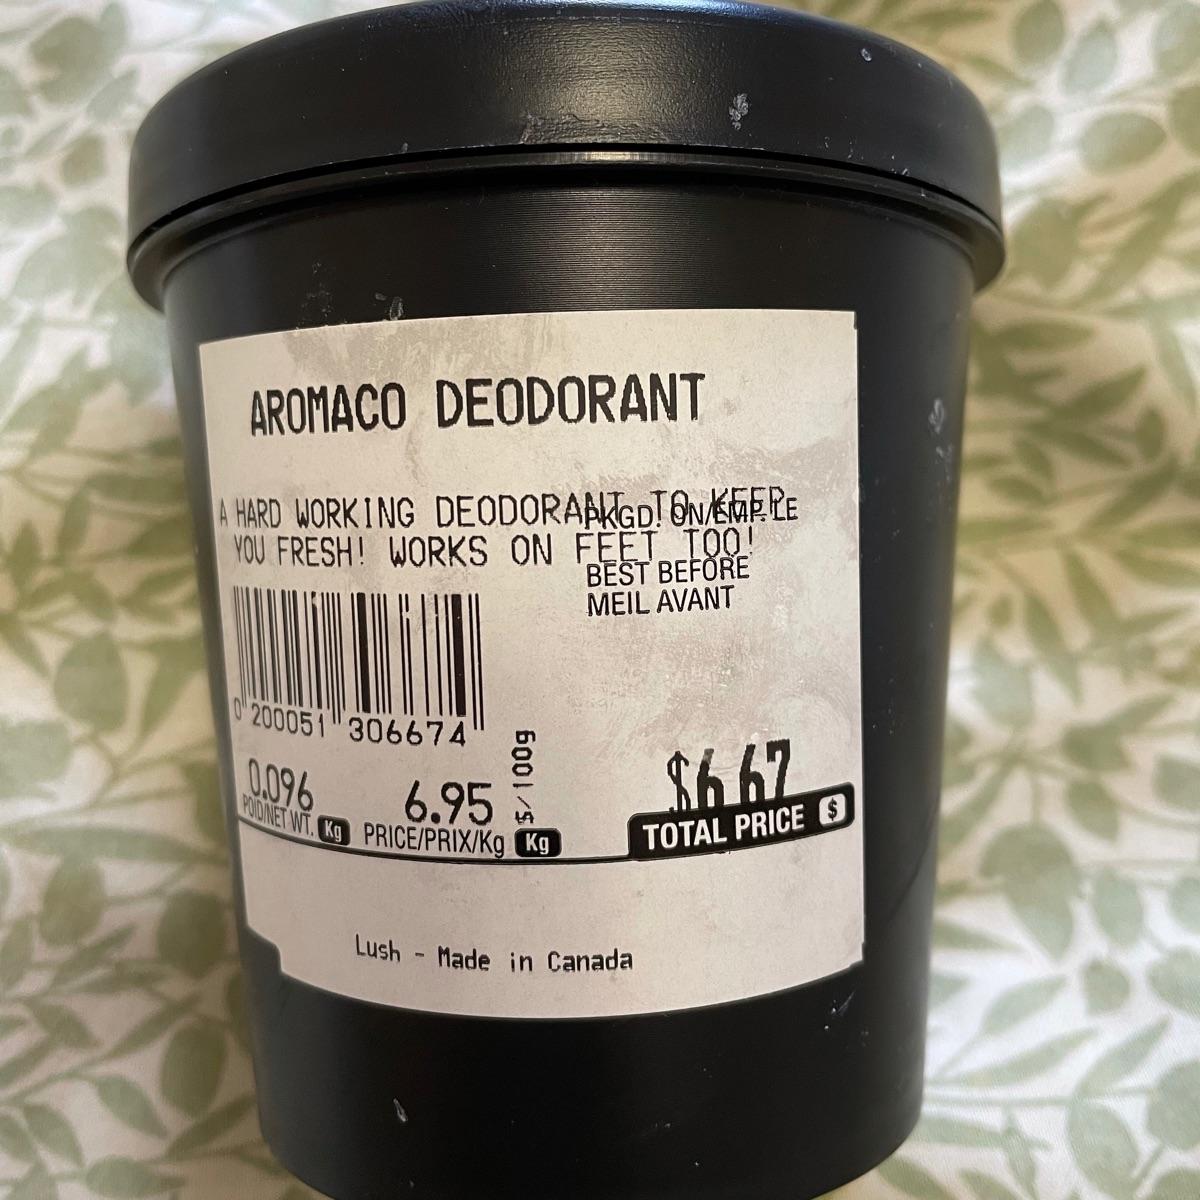 AROMACO DEODORANT
A HARD WORKING DEODORANT TO KEEP
PKGD. ON/EMP. LE
YOU FRESH! WORKS ON FEET TOO!
BEST BEFORE
MEIL AVANT
0 200051 306674
0.096
6.95
$/100g
$6.67
POID/NET WT. Kg
PRICE/PRIX/Kg Kg
TOTAL PRICE $
Lush - Made in Canada